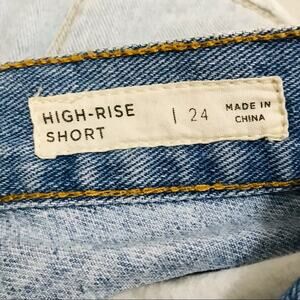 HIGH-RISE
SHORT
| 24
MADE IN
CHINA